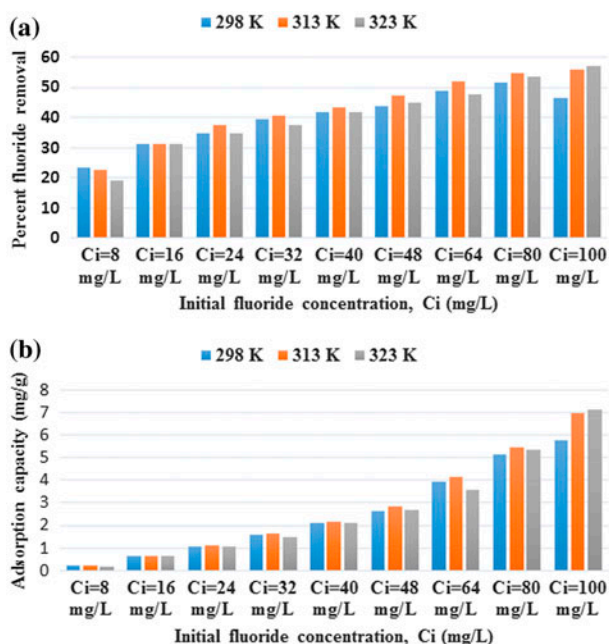 (a)
298 K 313 K 323 K
Percent fluoride removal
60
50
40
30
20
10
0
Ci=8 Ci=16 Ci=24 Ci=32 Ci=40 Ci=48 Ci=64 Ci=80 Ci=100
mg/L mg/L mg/L mg/L mg/L mg/L mg/L mg/L mg/L
Initial fluoride concentration, Ci (mg/L)
(b)
298 K 313 K 323 K
Adsorption capacity (mg/g)
8
7
6
5
4
3
2
1
0
Ci=8 Ci=16 Ci=24 Ci=32 Ci=40 Ci=48 Ci=64 Ci=80 Ci=100
mg/L mg/L mg/L mg/L mg/L mg/L mg/L mg/L mg/L
Initial fluoride concentration, Ci (mg/L)